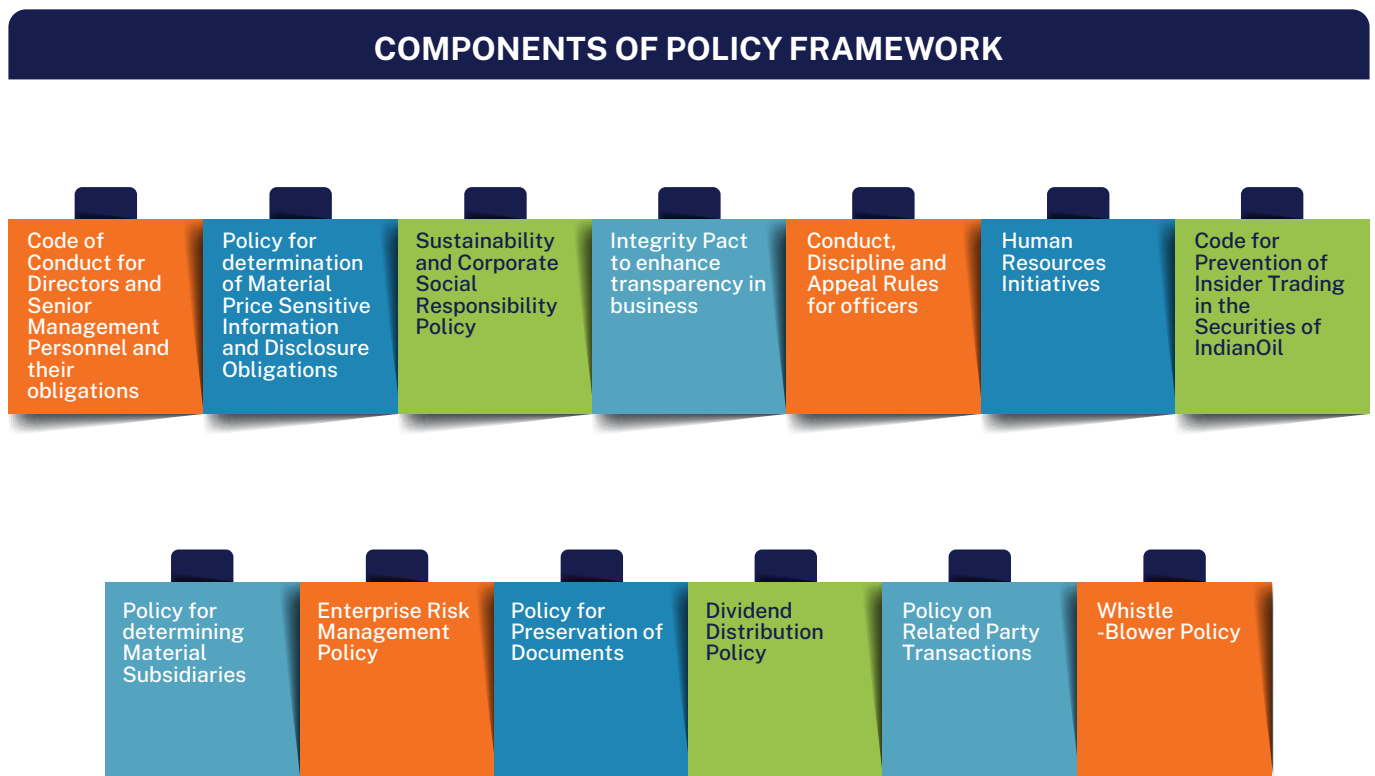 COMPONENTS OF POLICY FRAMEWORK
Code of
Conduct for
Directors and
Senior
Management
Personnel and
their
obligations
Policy for
determination
of Material
Price Sensitive
Information
and Disclosure
Obligations
Sustainability
and Corporate
Social
Responsibility
Policy
Integrity Pact
to enhance
transparency in
business
Conduct,
Discipline and
Appeal Rules
for officers
Human
Resources
Initiatives
Code for
Prevention of
Insider Trading
in the
Securities of
IndianOil
Policy for
determining
Material
Subsidiaries
Enterprise Risk
Management
Policy
Policy for
Preservation of
Documents
Dividend
Distribution
Policy
Policy on
Related Party
Transactions
Whistle
-Blower Policy